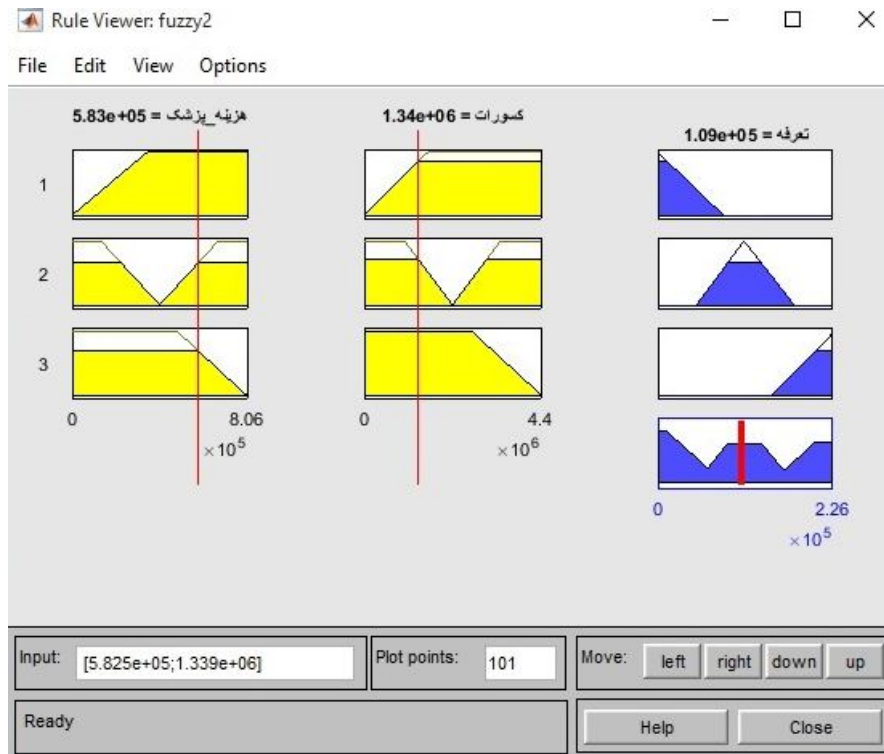 Rule Viewer: fuzzy2
File Edit View Options
هزینه_پزشک = 5.83e+05
کسورات = 1.34e+06
تعرفه = 1.09e+05
1
2
3
0 8.06
×10^5
0 4.4
×10^6
0 2.26
×10^5
Input: [5.825e+05;1.339e+06]
Plot points: 101
Move: left right down up
Ready
Help Close